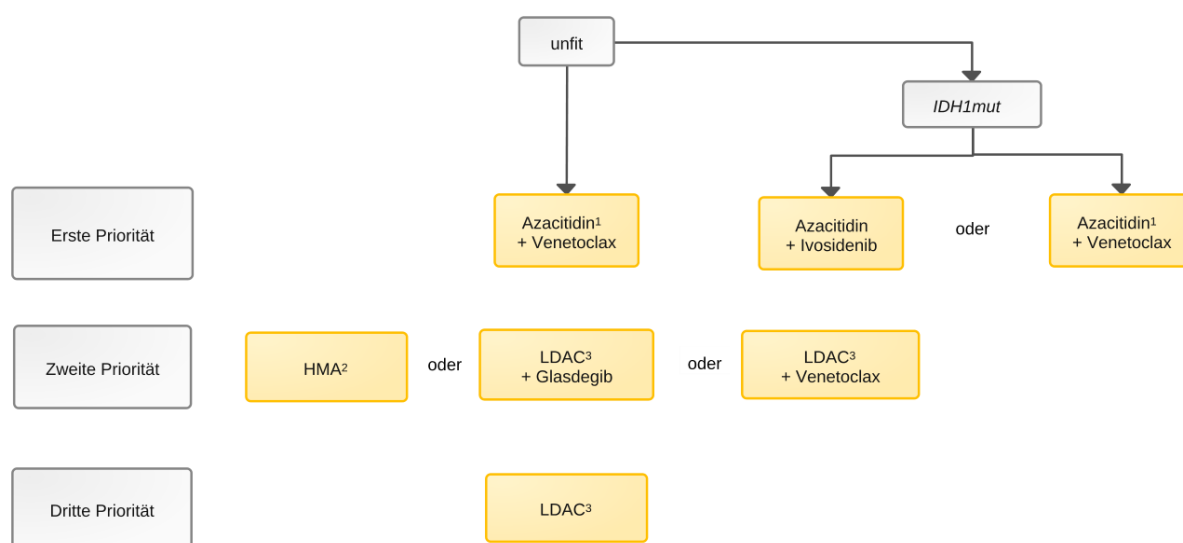 unfit
IDH1mut
Erste Priorität
Azacitidin¹
+ Venetoclax
Azacitidin
+ Ivosidenib
oder
Azacitidin¹
+ Venetoclax
Zweite Priorität
HMA²
oder
LDAC³
+ Glasdegib
oder
LDAC³
+ Venetoclax
Dritte Priorität
LDAC³